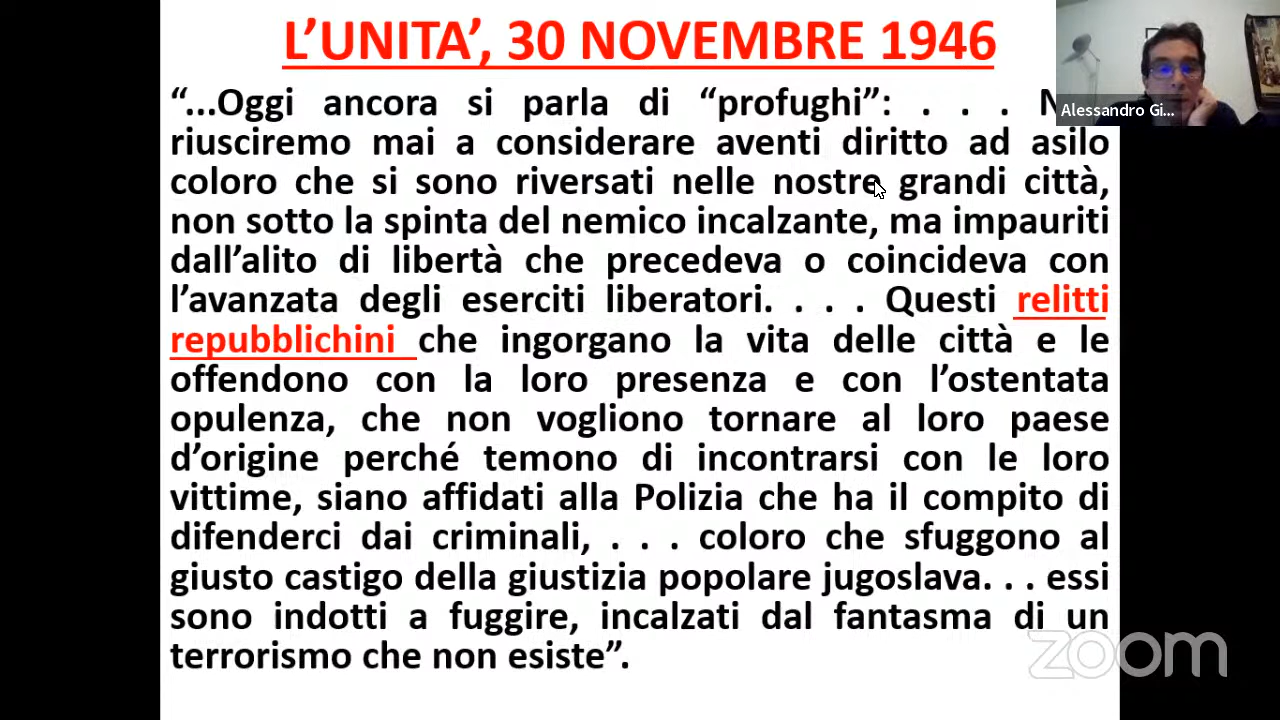 L’UNITA’, 30 NOVEMBRE 1946
“...Oggi ancora si parla di “profughi”: . . .
riusciremo mai a considerare aventi diritto ad asilo
coloro che si sono riversati nelle nostre grandi città,
non sotto la spinta del nemico incalzante, ma impauriti
dall’alito di libertà che precedeva o coincideva con
l’avanzata degli eserciti liberatori. . . . Questi relitti
repubblichini che ingorgano la vita delle città e le
offendono con la loro presenza e con l’ostentata
opulenza, che non vogliono tornare al loro paese
d’origine perché temono di incontrarsi con le loro
vittime, siano affidati alla Polizia che ha il compito di
difenderci dai criminali, . . . coloro che sfuggono al
giusto castigo della giustizia popolare jugoslava. . . essi
sono indotti a fuggire, incalzati dal fantasma di un
terrorismo che non esiste”.
Alessandro Gi...
zoom